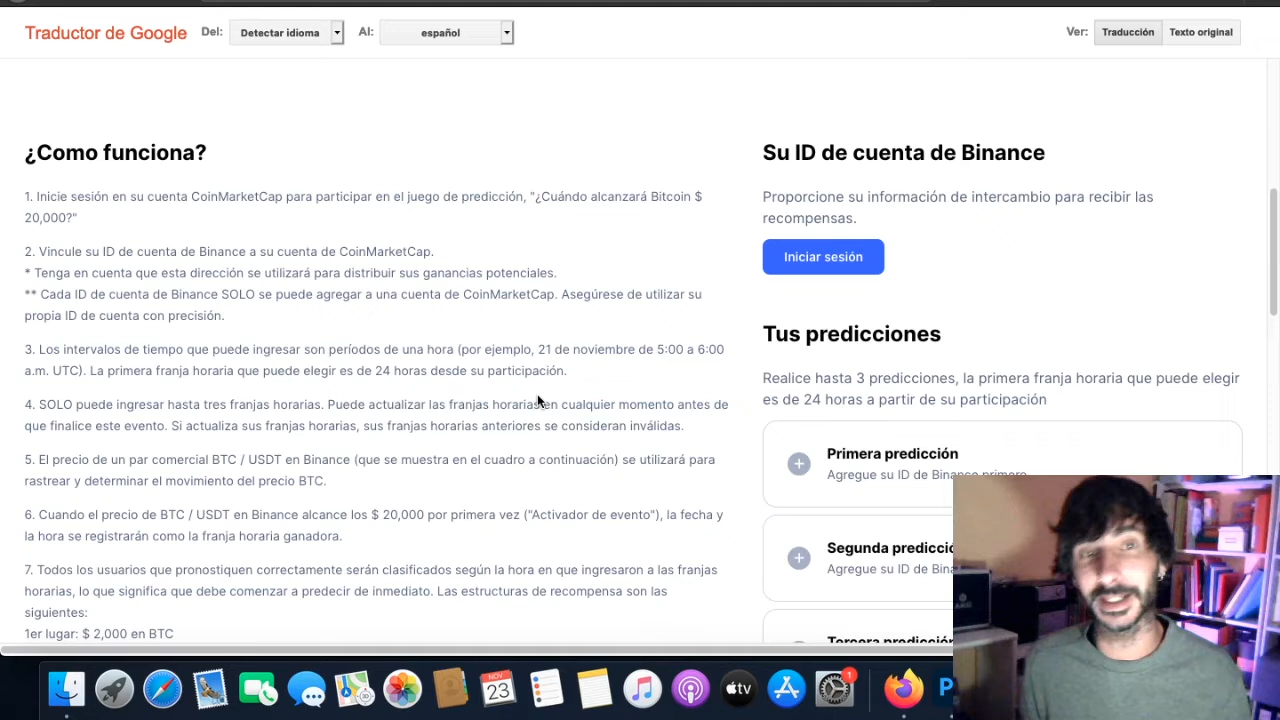 Traductor de Google
Del:
Detectar idioma
Al:
español
Ver:
Traducción
Texto original
¿Como funciona?
1. Inicie sesión en su cuenta CoinMarketCap para participar en el juego de predicción, "¿Cuándo alcanzará Bitcoin $
20,000?"
2. Vincule su ID de cuenta de Binance a su cuenta de CoinMarketCap.
* Tenga en cuenta que esta dirección se utilizará para distribuir sus ganancias potenciales.
** Cada ID de cuenta de Binance SOLO se puede agregar a una cuenta de CoinMarketCap. Asegúrese de utilizar su
propia ID de cuenta con precisión.
3. Los intervalos de tiempo que puede ingresar son períodos de una hora (por ejemplo, 21 de noviembre de 5:00 a 6:00
a.m. UTC). La primera franja horaria que puede elegir es de 24 horas desde su participación.
4. SOLO puede ingresar hasta tres franjas horarias. Puede actualizar las franjas horarias en cualquier momento antes de
que finalice este evento. Si actualiza sus franjas horarias, sus franjas horarias anteriores se consideran inválidas.
5. El precio de un par comercial BTC / USDT en Binance (que se muestra en el cuadro a continuación) se utilizará para
rastrear y determinar el movimiento del precio BTC.
6. Cuando el precio de BTC / USDT en Binance alcance los $ 20,000 por primera vez ("Activador de evento"), la fecha y
la hora se registrarán como la franja horaria ganadora.
7. Todos los usuarios que pronostiquen correctamente serán clasificados según la hora en que ingresaron a las franjas
horarias, lo que significa que debe comenzar a predecir de inmediato. Las estructuras de recompensa son las
siguientes:
1er lugar: $ 2,000 en BTC
Su ID de cuenta de Binance
Proporcione su información de intercambio para recibir las
recompensas.
Iniciar sesión
Tus predicciones
Realice hasta 3 predicciones, la primera franja horaria que puede elegir
es de 24 horas a partir de su participación
Primera predicción
Agregue su ID de Binance primero
Segunda predicció
Agregue su ID de Bina
Tercera predicción
NOV
23
tv
1
P